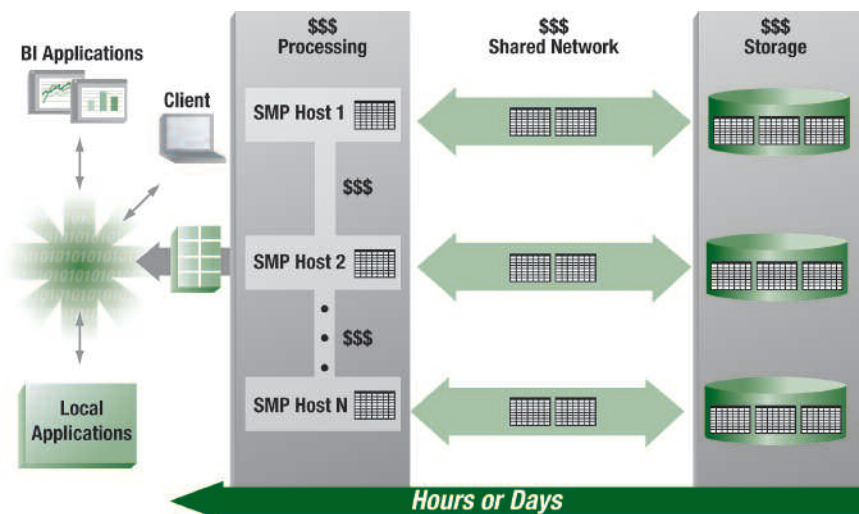 $$$
Processing
$$$
Shared Network
$$$
Storage
BI Applications
Client
SMP Host 1
$$$
SMP Host 2
$$$
SMP Host N
Local
Applications
Hours or Days